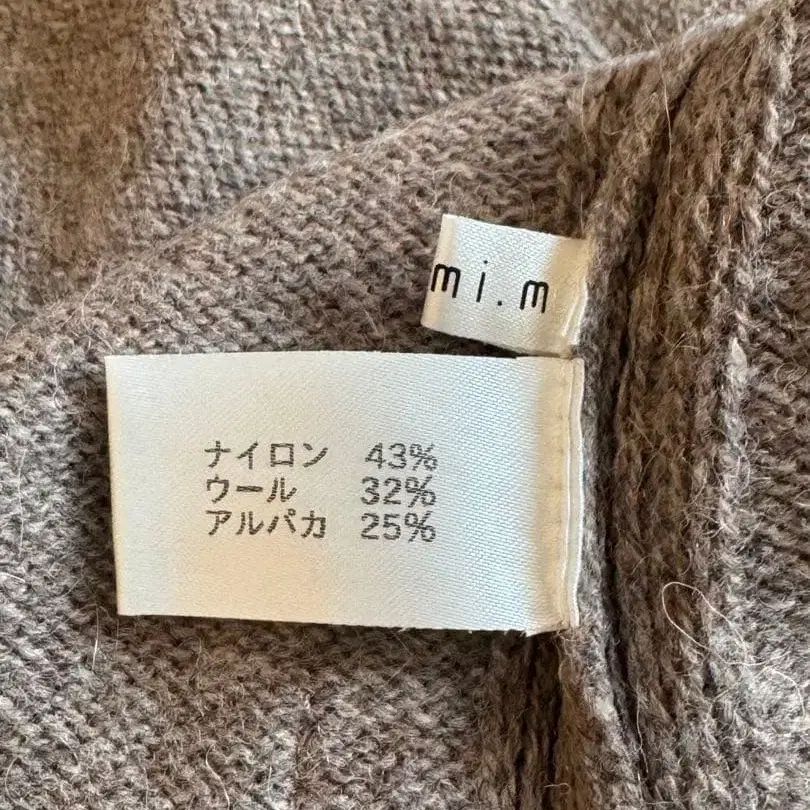 mi.m
ナイロン 43%
ウール 32%
アルパカ 25%